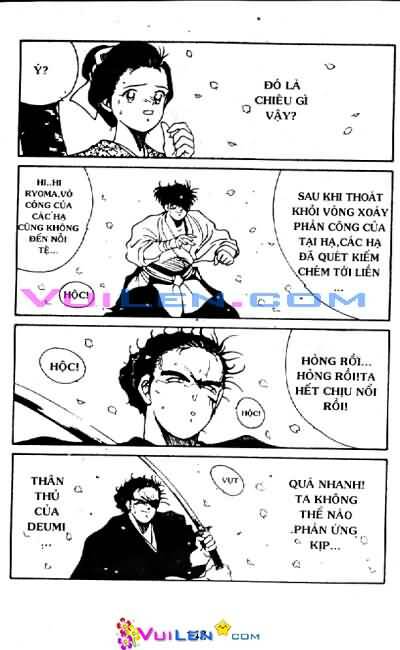 Ý?
ĐÓ LÀ
CHIÊU GÌ
VẬY?
HI..HI
RYOMA,VÕ
CÔNG CỦA
CÁC HẠ
CŨNG KHÔNG
ĐẾN NỖI
TỆ...
SAU KHI THOÁT
KHỎI VÒNG XOÁY
PHẢN CÔNG CỦA
TẠI HẠ,CÁC HẠ
ĐÃ QUÉT KIẾM
CHÉM TỚI LIỀN
...
HỘC!
VUILEN.COM
HỘC!
HỎNG RỒI...
HỎNG RỒI!TA
HẾT CHỊU NỔI
RỒI!
HỘC!
THÂN
THỦ
CỦA
DEUMI
...
VỤT
QUẢ NHANH!
TA KHÔNG
THỂ NÀO
PHẢN ỨNG
KỊP...
VUILEN
.COM